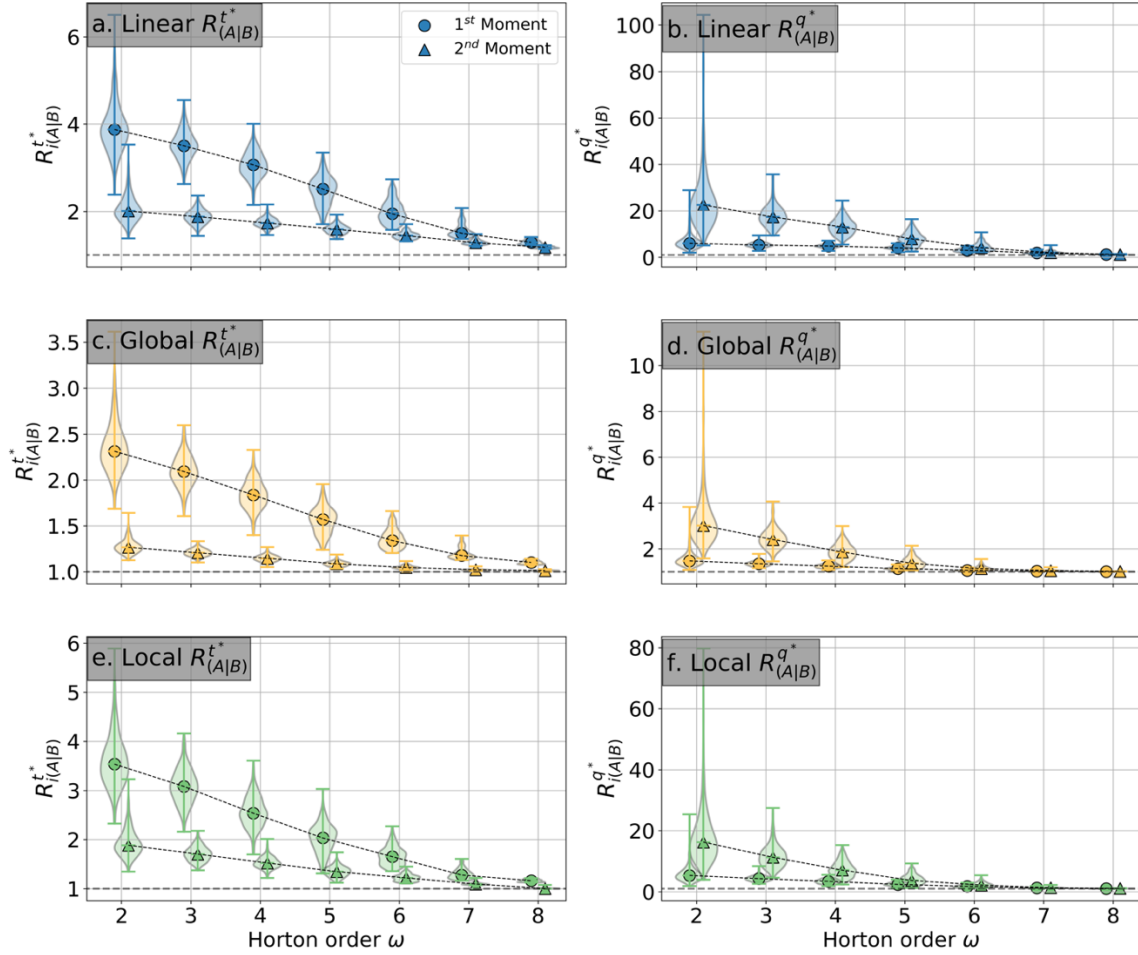 a. Linear $R^{t^*}_{(A|B)}$
1st Moment
2nd Moment
6
4
2
$R^{t^*}_{i(A|B)}$
b. Linear $R^{q^*}_{(A|B)}$
100
80
60
40
20
0
$R^{q^*}_{i(A|B)}$
c. Global $R^{t^*}_{(A|B)}$
3.5
3.0
2.5
2.0
1.5
1.0
$R^{t^*}_{i(A|B)}$
d. Global $R^{q^*}_{(A|B)}$
10
8
6
4
2
$R^{q^*}_{i(A|B)}$
e. Local $R^{t^*}_{(A|B)}$
6
5
4
3
2
1
$R^{t^*}_{i(A|B)}$
2 3 4 5 6 7 8
Horton order ω
f. Local $R^{q^*}_{(A|B)}$
80
60
40
20
0
$R^{q^*}_{i(A|B)}$
2 3 4 5 6 7 8
Horton order ω